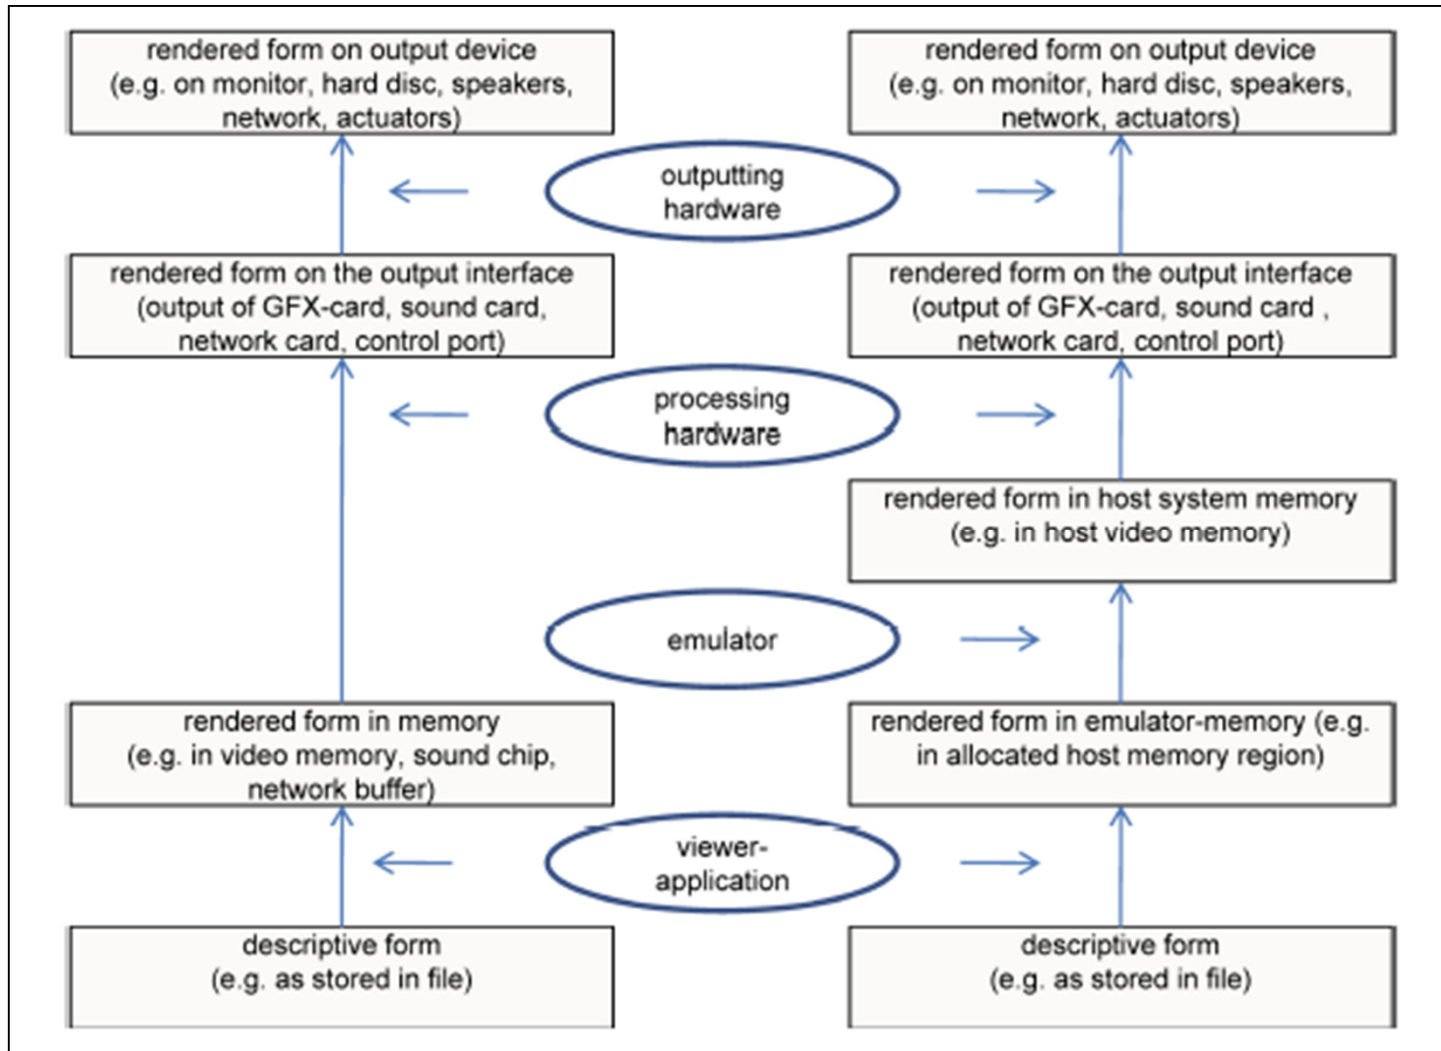 rendered form on output device
(e.g. on monitor, hard disc, speakers,
network, actuators)
rendered form on output device
(e.g. on monitor, hard disc, speakers,
network, actuators)
outputting
hardware
rendered form on the output interface
(output of GFX-card, sound card,
network card, control port)
rendered form on the output interface
(output of GFX-card, sound card ,
network card, control port)
processing
hardware
rendered form in host system memory
(e.g. in host video memory)
emulator
rendered form in memory
(e.g. in video memory, sound chip,
network buffer)
rendered form in emulator-memory (e.g.
in allocated host memory region)
viewer-
application
descriptive form
(e.g. as stored in file)
descriptive form
(e.g. as stored in file)